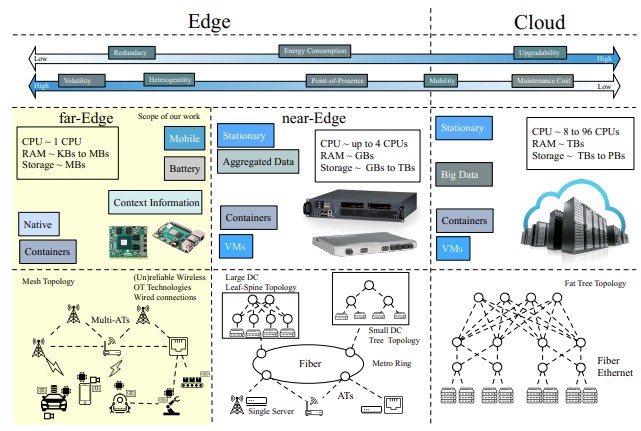 Edge
Cloud
Redundacy
Energy Consumption
Upgradability
Low
High
Volatility
Heterogenitity
Point-of-Presence
Mobility
Maintenance Cost
High
Low
far-Edge
Scope of our work
CPU ~ 1 CPU
RAM ~ KBs to MBs
Storage ~ MBs
Mobile
Battery
Context Information
Native
Containers
near-Edge
Stationary
Aggregated Data
CPU ~ up to 4 CPUs
RAM ~ GBs
Storage ~ GBs to TBs
Containers
VMs
Stationary
CPU ~ 8 to 96 CPUs
RAM ~ TBs
Storage ~ TBs to PBs
Big Data
Containers
VMs
Mesh Topology
(Un)reliable Wireless
OT Technologies
Wired connections
Multi-ATs
Large DC
Leaf-Spine Topology
Small DC
Tree Topology
Fiber
Metro Ring
ATs
Single Server
Fat Tree Topology
Fiber
Ethernet